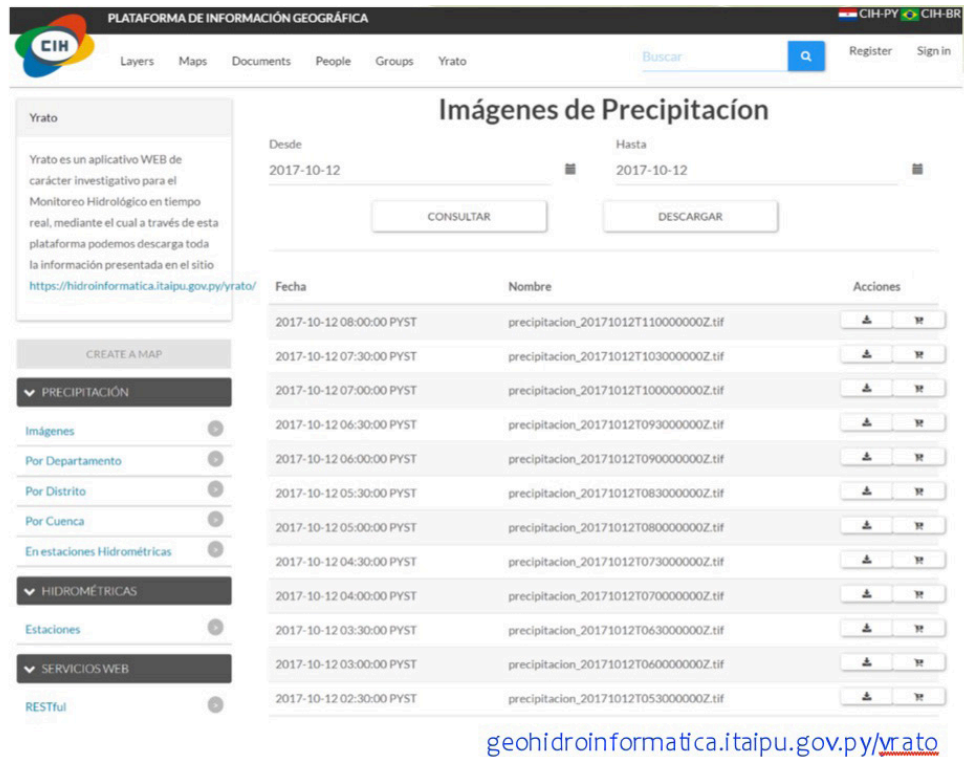 PLATAFORMA DE INFORMACIÓN GEOGRÁFICA
CIH-PY CIH-BR
CIH
Layers Maps Documents People Groups Yrato
Buscar
Register Sign in
Yrato
Yrato es un aplicativo WEB de
carácter investigativo para el
Monitoreo Hidrológico en tiempo
real, mediante el cual a través de esta
plataforma podemos descarga toda
la información presentada en el sitio
https://hidroinformatica.itaipu.gov.py/yrato/
CREATE A MAP
PRECIPITACIÓN
Imágenes
Por Departamento
Por Distrito
Por Cuenca
En estaciones Hidrométricas
HIDROMÉTRICAS
Estaciones
SERVICIOS WEB
RESTful
Imágenes de Precipitacíon
Desde Hasta
2017-10-12 2017-10-12
CONSULTAR DESCARGAR
Fecha Nombre Acciones
2017-10-12 08:00:00 PYST precipitacion_20171012T110000000Z.tif
2017-10-12 07:30:00 PYST precipitacion_20171012T103000000Z.tif
2017-10-12 07:00:00 PYST precipitacion_20171012T100000000Z.tif
2017-10-12 06:30:00 PYST precipitacion_20171012T093000000Z.tif
2017-10-12 06:00:00 PYST precipitacion_20171012T090000000Z.tif
2017-10-12 05:30:00 PYST precipitacion_20171012T083000000Z.tif
2017-10-12 05:00:00 PYST precipitacion_20171012T080000000Z.tif
2017-10-12 04:30:00 PYST precipitacion_20171012T073000000Z.tif
2017-10-12 04:00:00 PYST precipitacion_20171012T070000000Z.tif
2017-10-12 03:30:00 PYST precipitacion_20171012T063000000Z.tif
2017-10-12 03:00:00 PYST precipitacion_20171012T060000000Z.tif
2017-10-12 02:30:00 PYST precipitacion_20171012T053000000Z.tif
geohidroinformatica.itaipu.gov.py/yrato